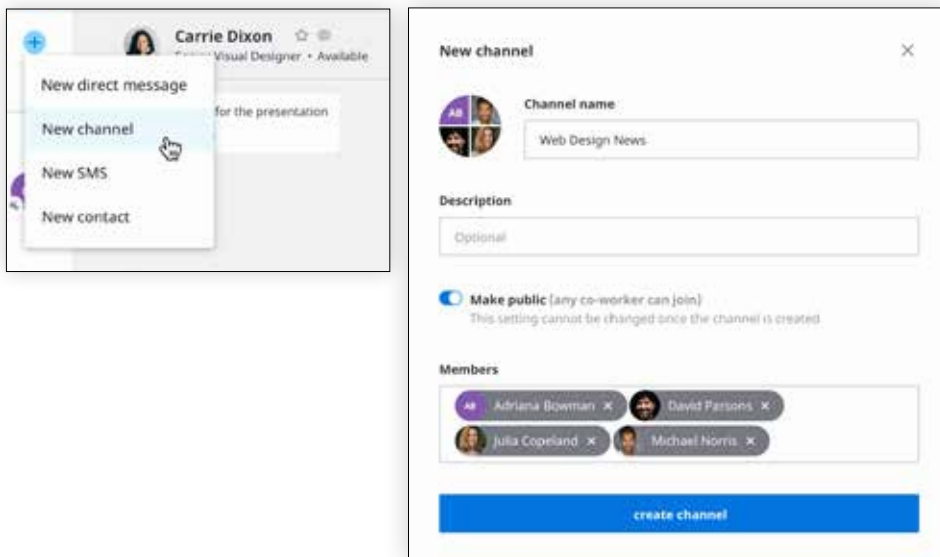 Carrie Dixon
Visual Designer • Available
New direct message
for the presentation
New channel
New SMS
New contact
New channel
Channel name
AB
Web Design News
Description
Optional
Make public (any co-worker can join)
This setting cannot be changed once the channel is created
Members
AB Adriana Bowman × David Parsons ×
Julia Copeland × Michael Norris ×
create channel